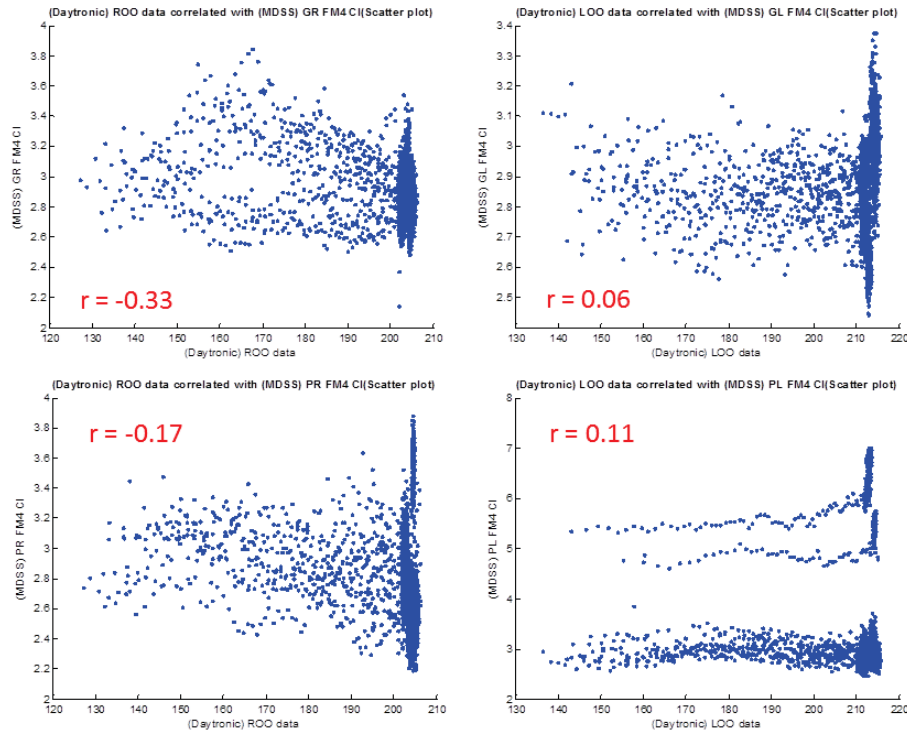 (Daytronic) ROO data correlated with (MDSS) GR FM4 CI(Scatter plot)
4
3.8
3.6
3.4
3.2
3
2.8
2.6
2.4
2.2
2
(MDSS) GR FM4 CI
r = -0.33
120 130 140 150 160 170 180 190 200 210
(Daytronic) ROO data
(Daytronic) LOO data correlated with (MDSS) GL FM4 CI(Scatter plot)
3.4
3.3
3.2
3.1
3
2.9
2.8
2.7
2.6
2.5
2.4
(MDSS) GL FM4 CI
r = 0.06
130 140 150 160 170 180 190 200 210 220
(Daytronic) LOO data
(Daytronic) ROO data correlated with (MDSS) PR FM4 CI(Scatter plot)
4
3.8
3.6
3.4
3.2
3
2.8
2.6
2.4
2.2
2
(MDSS) PR FM4 CI
r = -0.17
120 130 140 150 160 170 180 190 200 210
(Daytronic) ROO data
(Daytronic) LOO data correlated with (MDSS) PL FM4 CI(Scatter plot)
8
7
6
5
4
3
2
(MDSS) PL FM4 CI
r = 0.11
130 140 150 160 170 180 190 200 210 220
(Daytronic) LOO data